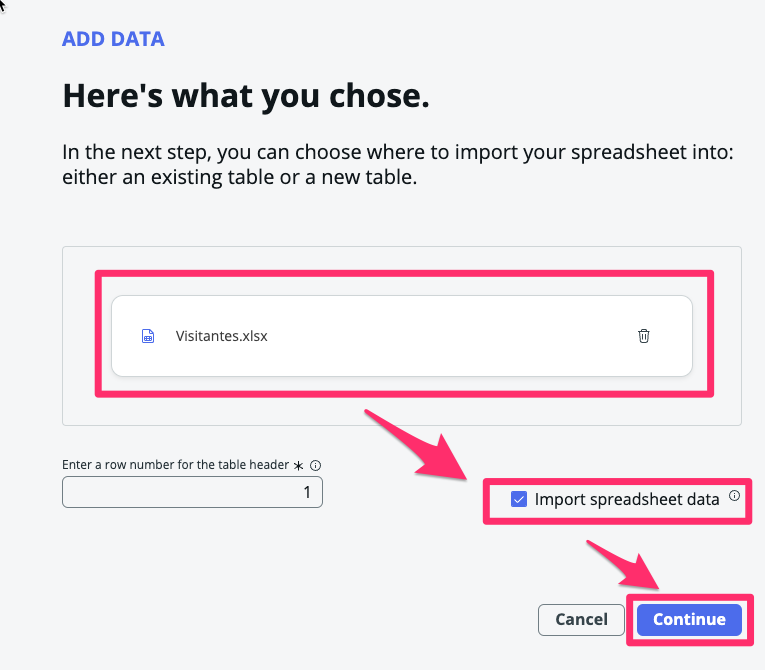 ADD DATA
Here's what you chose.
In the next step, you can choose where to import your spreadsheet into:
either an existing table or a new table.
Visitantes.xlsx
Enter a row number for the table header *
1
Import spreadsheet data
Cancel
Continue